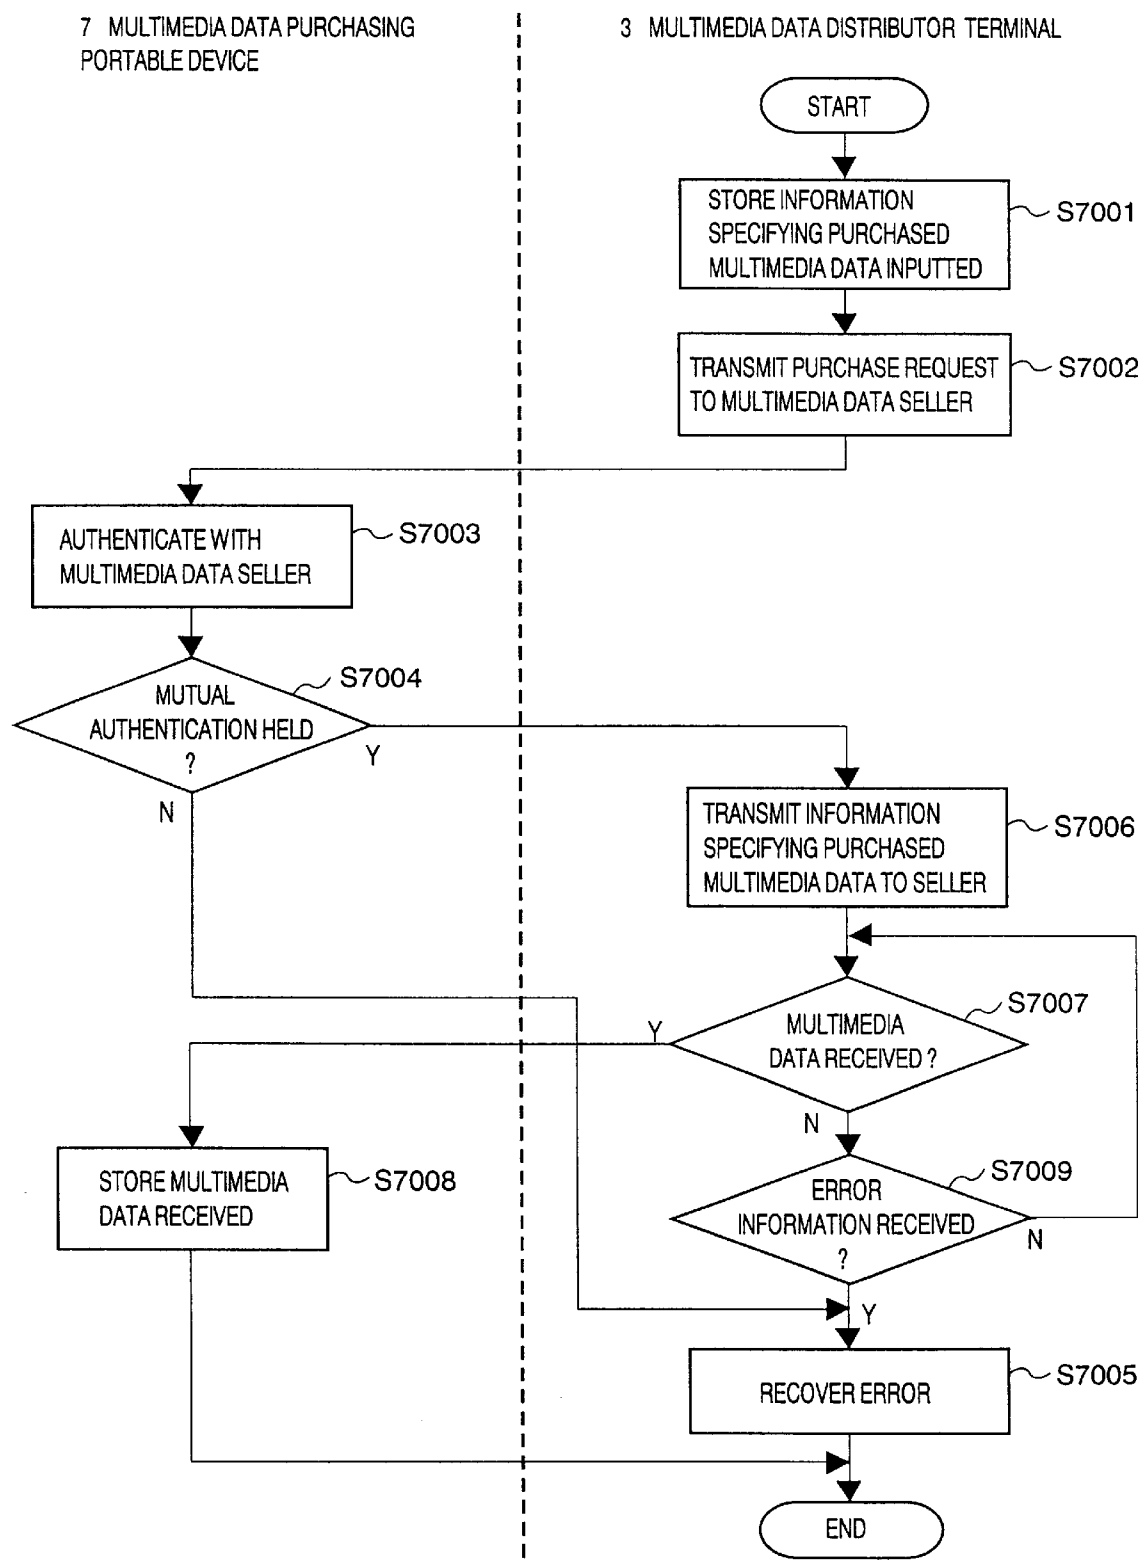 7 MULTIMEDIA DATA PURCHASING
PORTABLE DEVICE
3 MULTIMEDIA DATA DISTRIBUTOR TERMINAL
START
STORE INFORMATION
SPECIFYING PURCHASED
MULTIMEDIA DATA INPUTTED
S7001
TRANSMIT PURCHASE REQUEST
TO MULTIMEDIA DATA SELLER
S7002
AUTHENTICATE WITH
MULTIMEDIA DATA SELLER
S7003
MUTUAL
AUTHENTICATION HELD
?
S7004
Y
N
TRANSMIT INFORMATION
SPECIFYING PURCHASED
MULTIMEDIA DATA TO SELLER
S7006
MULTIMEDIA
DATA RECEIVED ?
S7007
Y
N
STORE MULTIMEDIA
DATA RECEIVED
S7008
ERROR
INFORMATION RECEIVED
?
S7009
N
Y
RECOVER ERROR
S7005
END